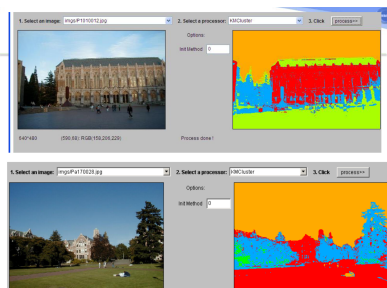 1. Select an image: imgs/P1010012.jpg 2. Select a processor: KMCluster 3. Click process>>
Options:
Init Method: 0
640*480 (590,60) RGB(158,206,229) Process done!
1. Select an image: imgs/Pa170028.jpg 2. Select a processor: KMCluster 3. Click process>>
Options:
Init Method: 0